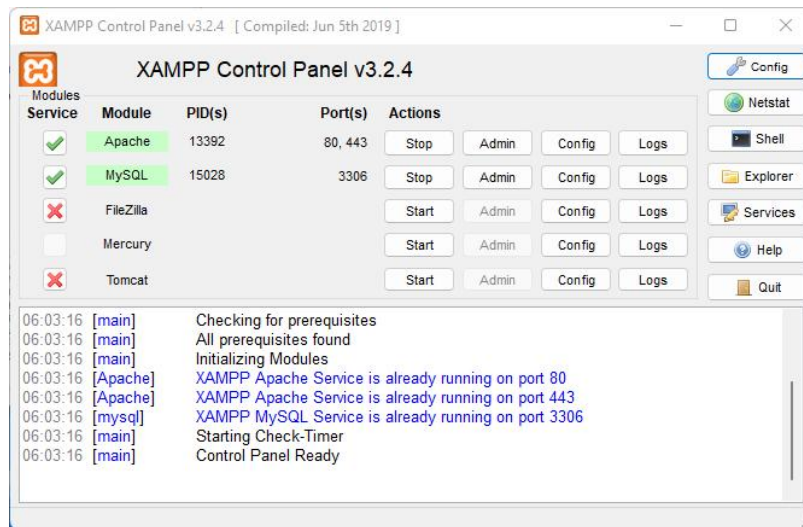 XAMPP Control Panel v3.2.4 [ Compiled: Jun 5th 2019 ]
XAMPP Control Panel v3.2.4
Config
Modules
Service Module PID(s) Port(s) Actions
Netstat
Apache 13392 80, 443 Stop Admin Config Logs
Shell
MySQL 15028 3306 Stop Admin Config Logs
Explorer
FileZilla Start Admin Config Logs
Services
Mercury Start Admin Config Logs
Help
Tomcat Start Admin Config Logs
Quit
06:03:16 [main] Checking for prerequisites
06:03:16 [main] All prerequisites found
06:03:16 [main] Initializing Modules
06:03:16 [Apache] XAMPP Apache Service is already running on port 80
06:03:16 [Apache] XAMPP Apache Service is already running on port 443
06:03:16 [mysql] XAMPP MySQL Service is already running on port 3306
06:03:16 [main] Starting Check-Timer
06:03:16 [main] Control Panel Ready